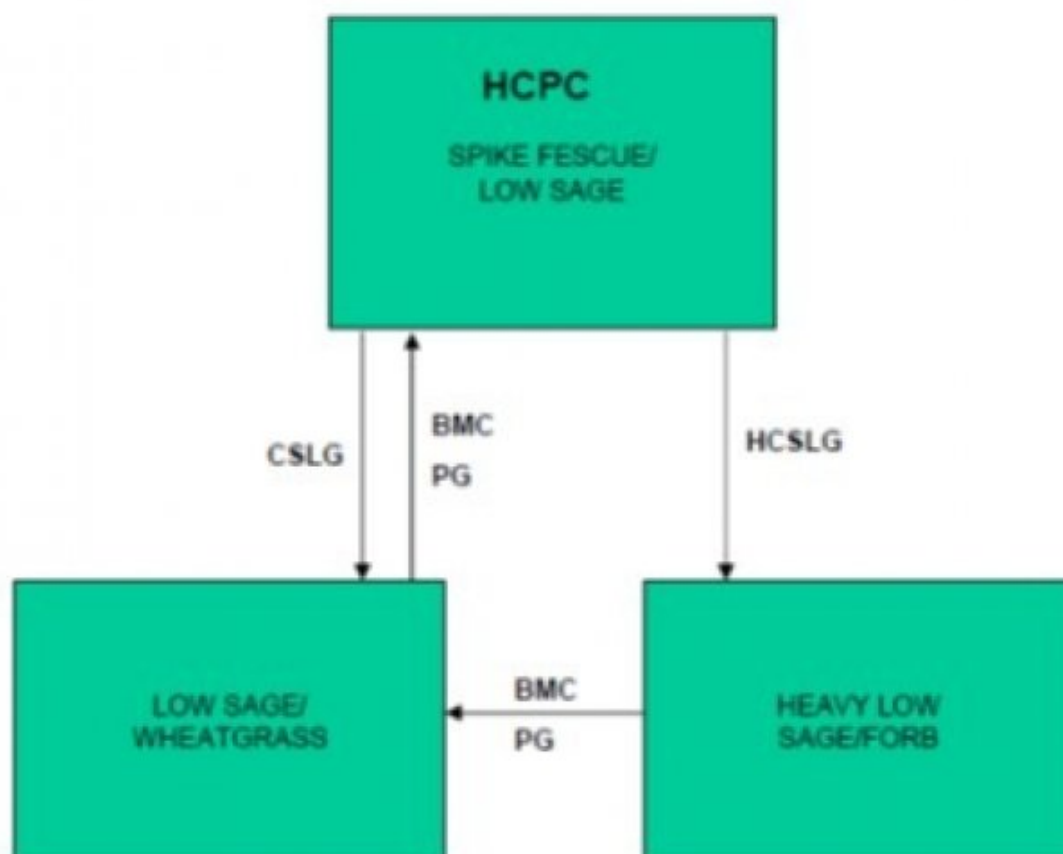 HCPC
SPIKE FESCUE/
LOW SAGE
CSLG
BMC
PG
HCSLG
LOW SAGE/
WHEATGRASS
BMC
PG
HEAVY LOW
SAGE/FORB